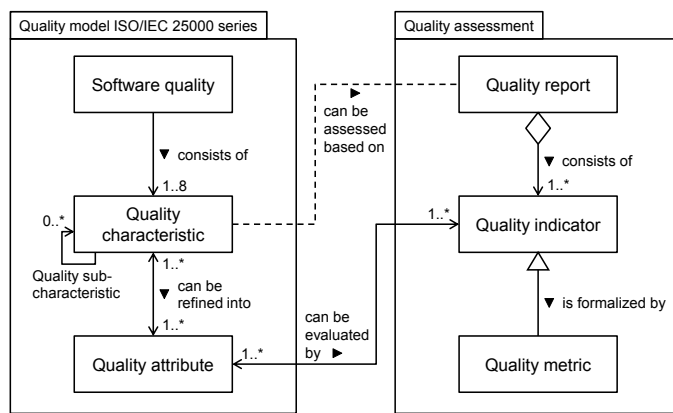 Quality model ISO/IEC 25000 series
Software quality
▼ consists of
1..8
0..*
Quality
characteristic
Quality sub-
characteristic
1..*
▼ can be
refined into
1..*
Quality attribute
1..*
▶
can be
assessed
based on
can be
evaluated
by ▶
Quality assessment
Quality report
▼ consists of
1..*
1..*
Quality indicator
▼ is formalized by
Quality metric